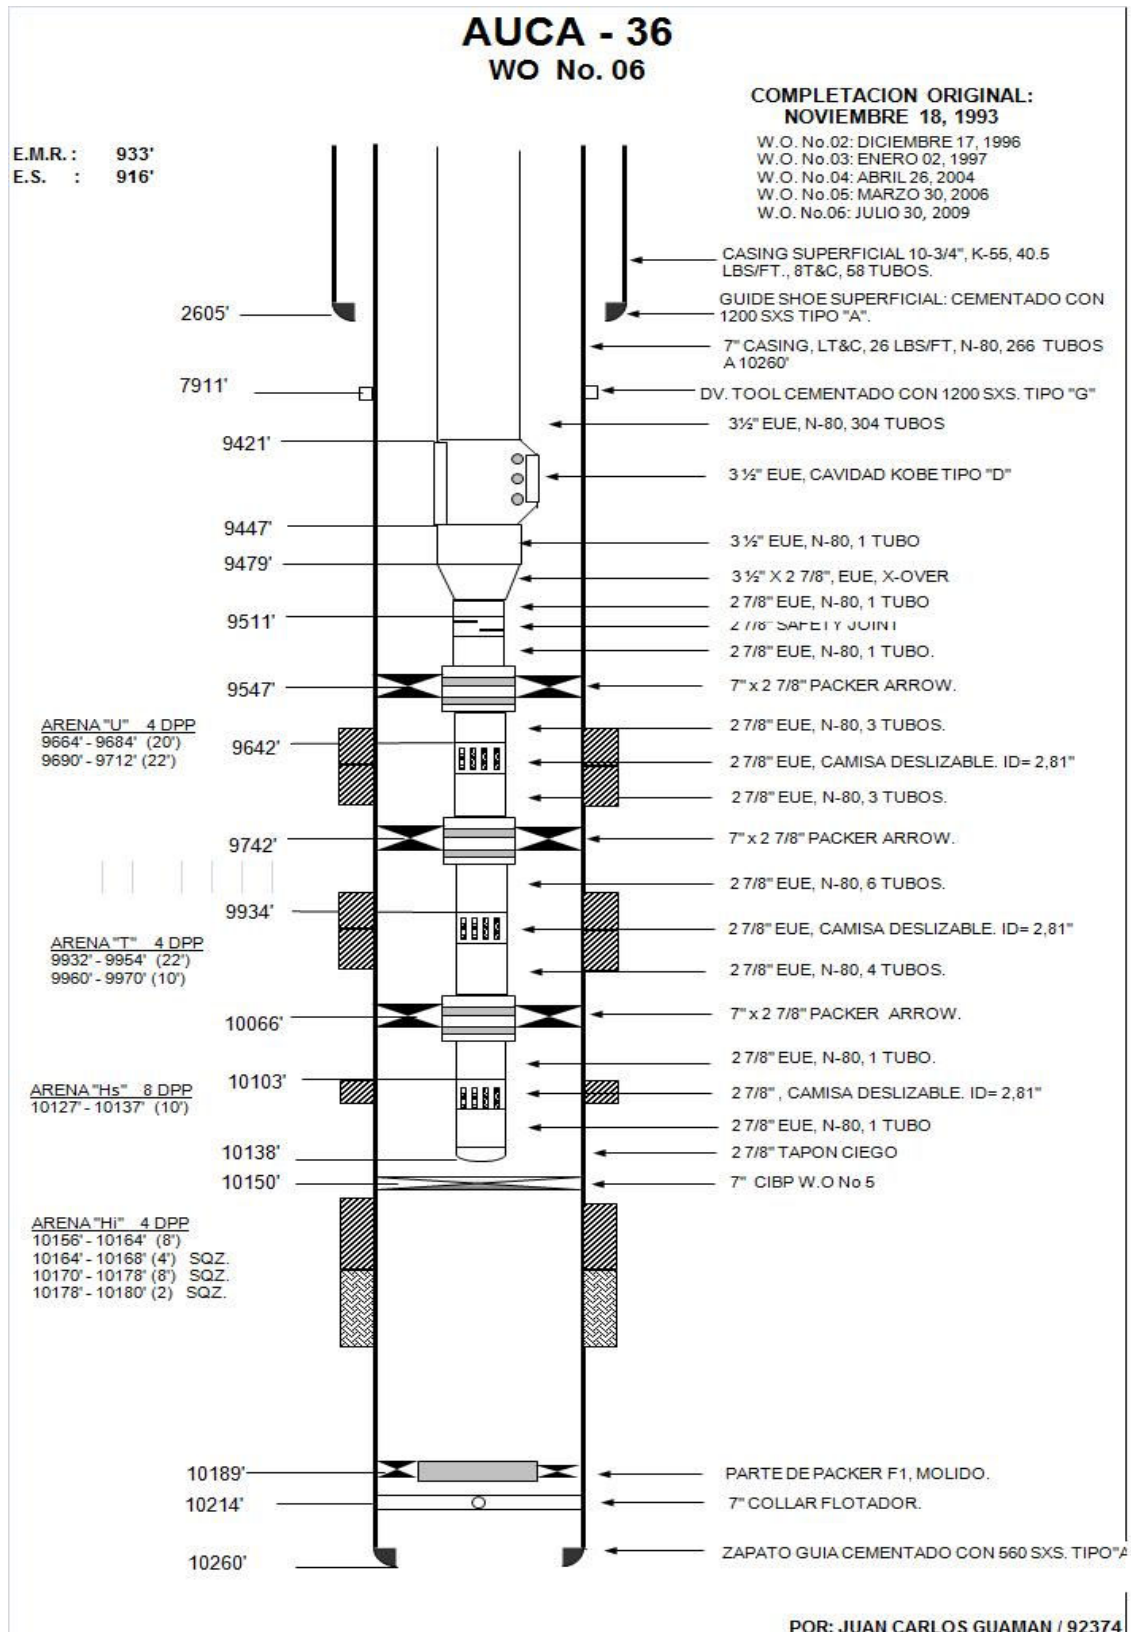 AUCA - 36
WO No. 06
COMPLETACION ORIGINAL:
NOVIEMBRE 18, 1993
W.O. No.02: DICIEMBRE 17, 1996
W.O. No.03: ENERO 02, 1997
W.O. No.04: ABRIL 26, 2004
W.O. No.05: MARZO 30, 2006
W.O. No.06: JULIO 30, 2009
E.M.R. : 933'
E.S. : 916'
CASING SUPERFICIAL 10-3/4", K-55, 40.5
LBS/FT., 8T&C, 58 TUBOS.
2605'
GUIDE SHOE SUPERFICIAL: CEMENTADO CON
1200 SXS TIPO "A".
7" CASING, LT&C, 26 LBS/FT, N-80, 266 TUBOS
A 10260'
7911'
DV. TOOL CEMENTADO CON 1200 SXS. TIPO "G"
3½" EUE, N-80, 304 TUBOS
9421'
3 ½" EUE, CAVIDAD KOBE TIPO "D"
9447'
3 ½" EUE, N-80, 1 TUBO
9479'
3 ½" X 2 7/8", EUE, X-OVER
2 7/8" EUE, N-80, 1 TUBO
9511'
2 7/8" SAFETY JOINT
2 7/8" EUE, N-80, 1 TUBO.
9547'
7" x 2 7/8" PACKER ARROW.
ARENA "U" 4 DPP
9664' - 9684' (20')
9690' - 9712' (22')
2 7/8" EUE, N-80, 3 TUBOS.
9642'
2 7/8" EUE, CAMISA DESLIZABLE. ID= 2,81"
2 7/8" EUE, N-80, 3 TUBOS.
9742'
7" x 2 7/8" PACKER ARROW.
2 7/8" EUE, N-80, 6 TUBOS.
9934'
2 7/8" EUE, CAMISA DESLIZABLE. ID= 2,81"
ARENA "T" 4 DPP
9932' - 9954' (22')
9960' - 9970' (10')
2 7/8" EUE, N-80, 4 TUBOS.
10066'
7" x 2 7/8" PACKER ARROW.
2 7/8" EUE, N-80, 1 TUBO.
10103'
2 7/8" , CAMISA DESLIZABLE. ID= 2,81"
ARENA "Hs" 8 DPP
10127' - 10137' (10')
2 7/8" EUE, N-80, 1 TUBO
10138'
2 7/8" TAPON CIEGO
10150'
7" CIBP W.O No 5
ARENA "Hi" 4 DPP
10156' - 10164' (8')
10164' - 10168' (4') SQZ.
10170' - 10178' (8') SQZ.
10178' - 10180' (2) SQZ.
10189'
PARTE DE PACKER F1, MOLIDO.
10214'
7" COLLAR FLOTADOR.
10260'
ZAPATO GUIA CEMENTADO CON 560 SXS. TIPO"A
POR: JUAN CARLOS GUAMAN / 92374